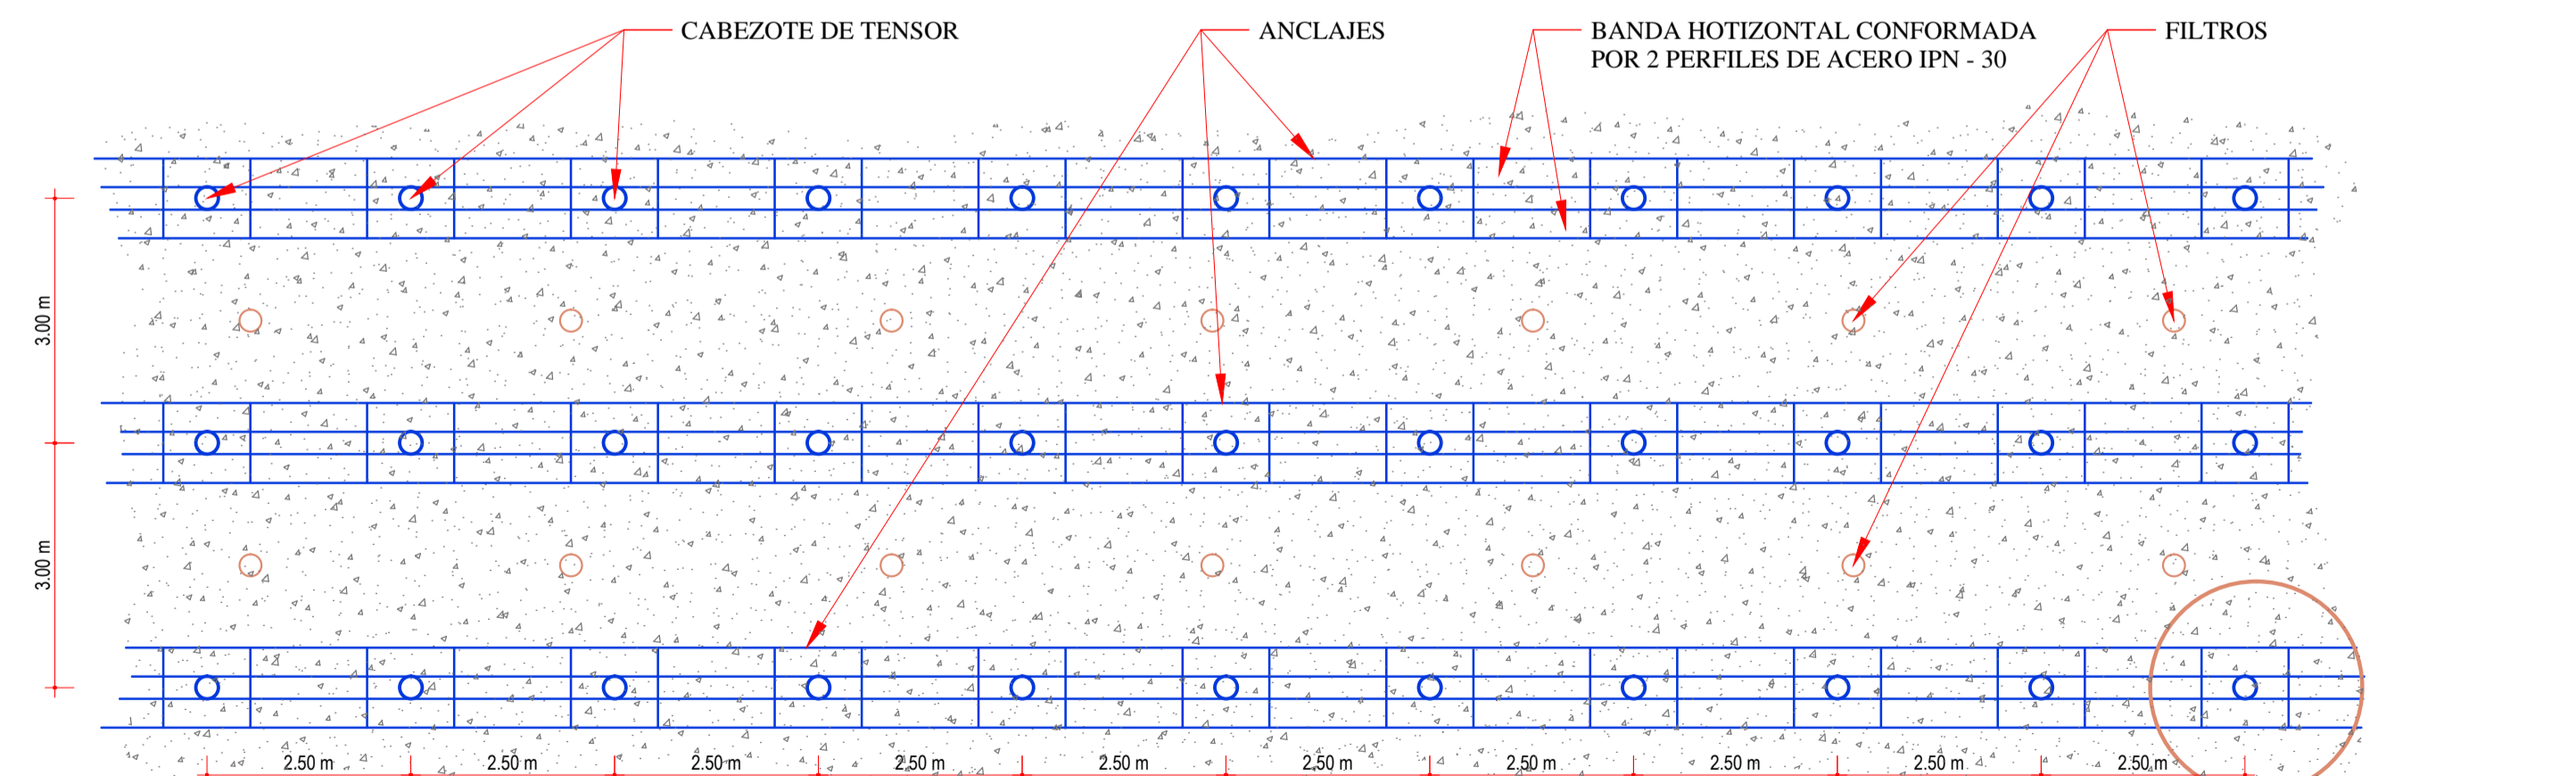 CABEZOTE DE TENSOR
ANCLAJES
BANDA HOTIZONTAL CONFORMADA
POR 2 PERFILES DE ACERO IPN - 30
FILTROS
3.00 m
3.00 m
2.50 m
2.50 m
2.50 m
2.50 m
2.50 m
2.50 m
2.50 m
2.50 m
2.50 m
2.50 m